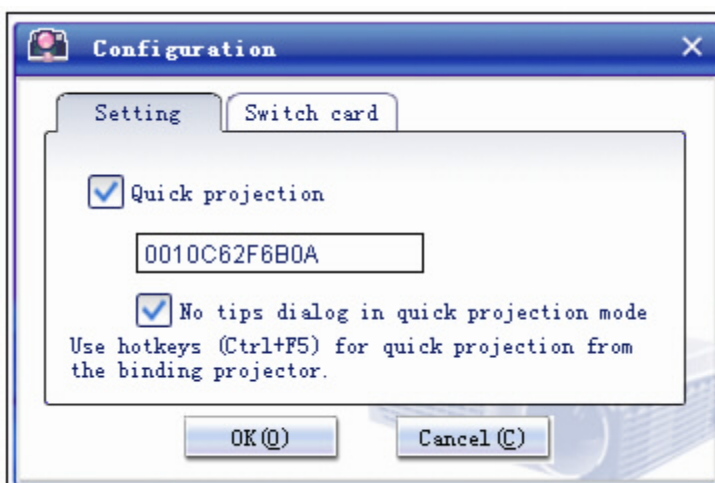 Configuration
Setting Switch card
Quick projection
0010C62F6B0A
No tips dialog in quick projection mode
Use hotkeys (Ctrl+F5) for quick projection from
the binding projector.
OK(O) Cancel(C)